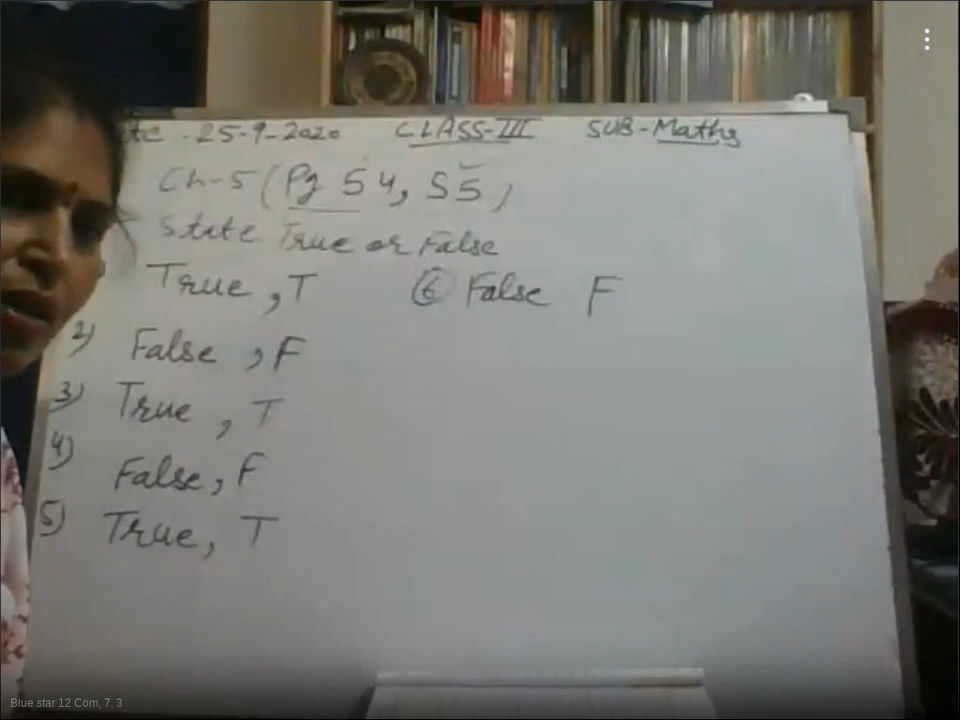 te - 25-9-2020 CLASS-III SUB-Maths
Ch-5 (Pg 54, 55)
State True or False
True, T
⑥ False F
2) False, F
3) True, T
4) False, F
5) True, T
Blue star 12 Com, 7, 3